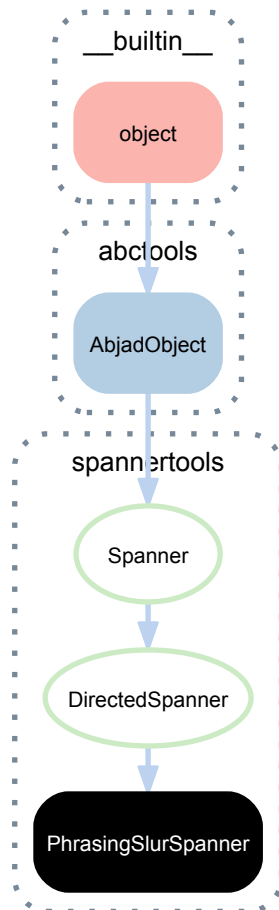 __builtin__
object
abctools
AbjadObject
spannertools
Spanner
DirectedSpanner
PhrasingSlurSpanner